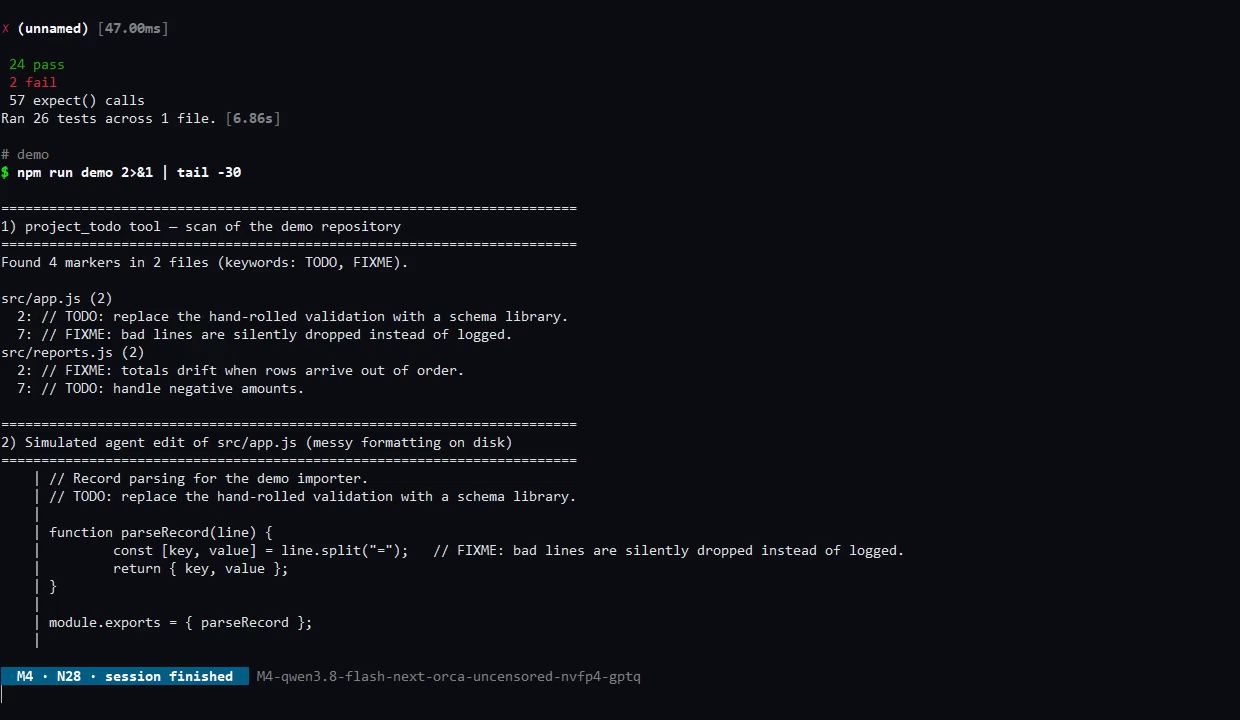 ✗ (unnamed) [47.00ms]
24 pass
2 fail
57 expect() calls
Ran 26 tests across 1 file. [6.86s]
# demo
$ npm run demo 2>&1 | tail -30
========================================================================
1) project_todo tool — scan of the demo repository
========================================================================
Found 4 markers in 2 files (keywords: TODO, FIXME).
src/app.js (2)
  2: // TODO: replace the hand-rolled validation with a schema library.
  7: // FIXME: bad lines are silently dropped instead of logged.
src/reports.js (2)
  2: // FIXME: totals drift when rows arrive out of order.
  7: // TODO: handle negative amounts.
========================================================================
2) Simulated agent edit of src/app.js (messy formatting on disk)
========================================================================
    | // Record parsing for the demo importer.
    | // TODO: replace the hand-rolled validation with a schema library.
    |
    | function parseRecord(line) {
    |         const [key, value] = line.split("=");   // FIXME: bad lines are silently dropped instead of logged.
    |         return { key, value };
    | }
    |
    | module.exports = { parseRecord };
    |
M4 · N28 · session finished M4-qwen3.8-flash-next-orca-uncensored-nvfp4-gptq